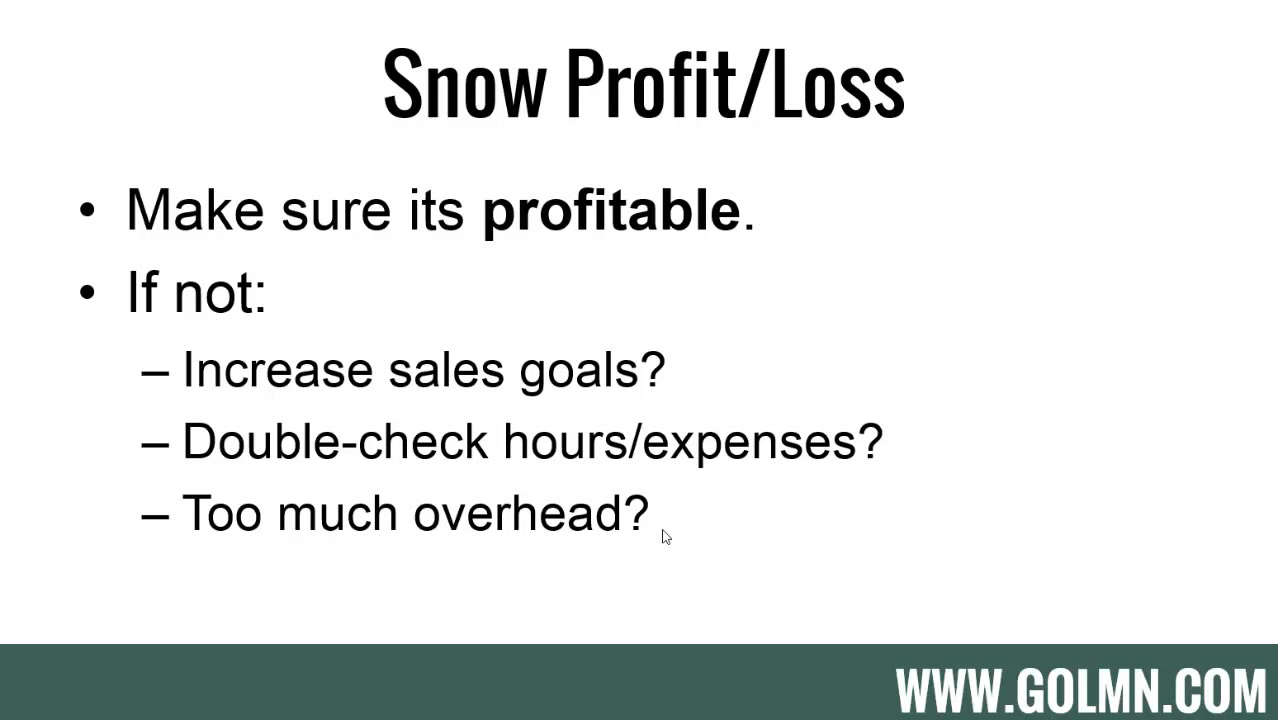 Snow Profit/Loss
• Make sure its profitable.
• If not:
– Increase sales goals?
– Double-check hours/expenses?
– Too much overhead?
WWW.GOLMN.COM